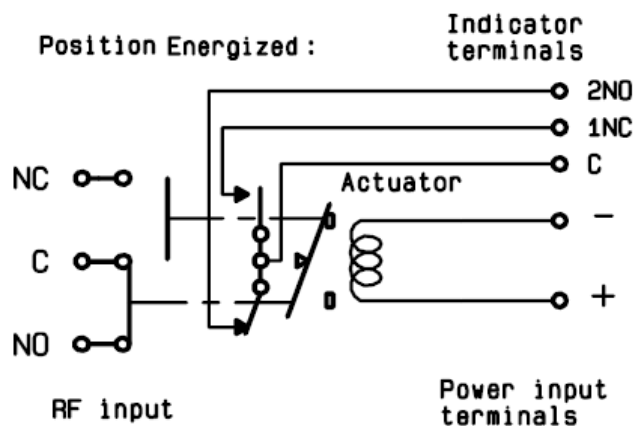 Position Energized :
Indicator
terminals
2NO
1NC
C
Actuator
NC
C
NO
-
+
RF input
Power input
terminals